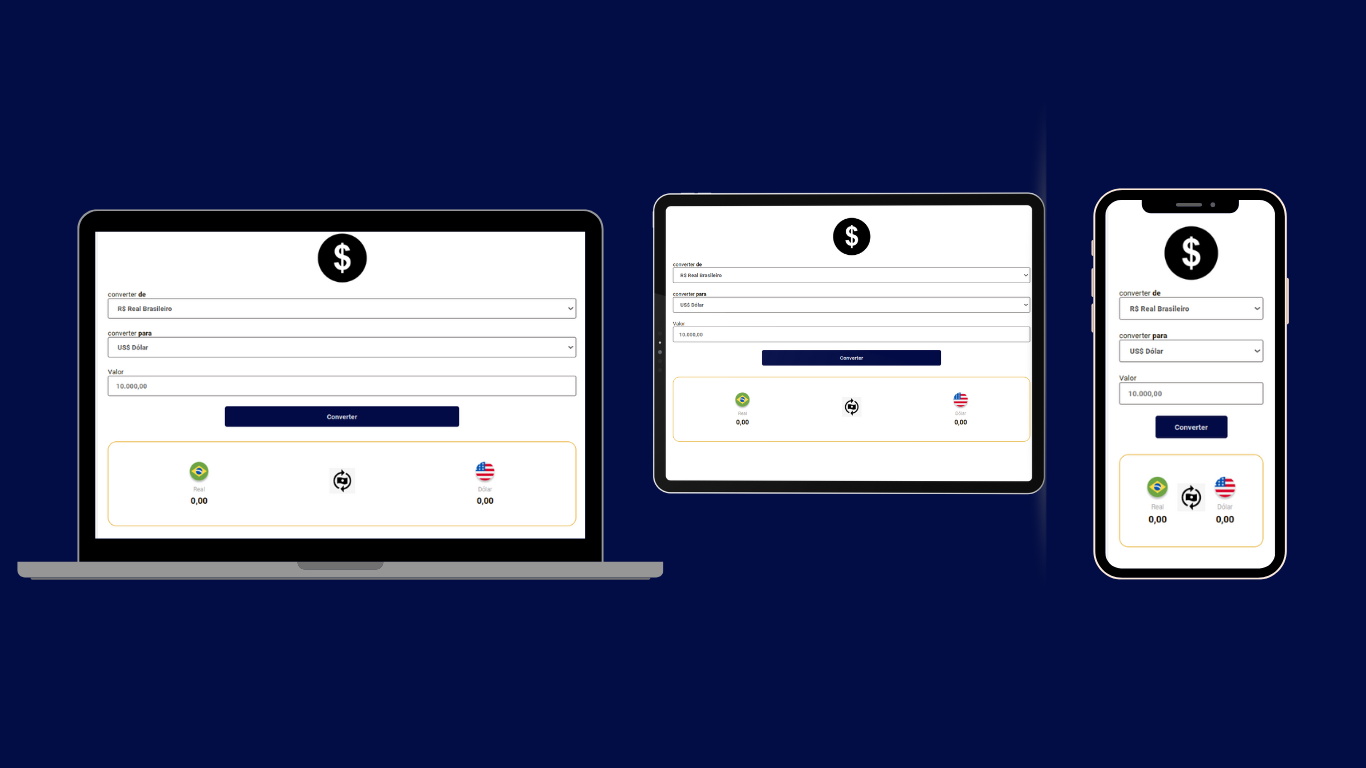 $
converter de
R$ Real Brasileiro
converter para
US$ Dólar
Valor
10.000,00
Converter
Real
Dólar
0,00
0,00
$
converter de
R$ Real Brasileiro
converter para
US$ Dólar
Valor
10.000,00
Converter
Real
Dólar
0,00
0,00
$
converter de
R$ Real Brasileiro
converter para
US$ Dólar
Valor
10.000,00
Converter
Real
Dólar
0,00
0,00